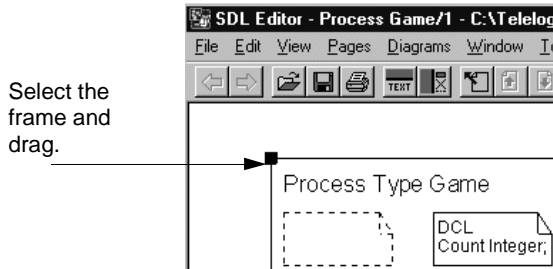 SDL Editor - Process Game/1 - C:\Telelog
File Edit View Pages Diagrams Window
TEXT
Select the
frame and
drag.
Process Type Game
DCL
Count Integer;